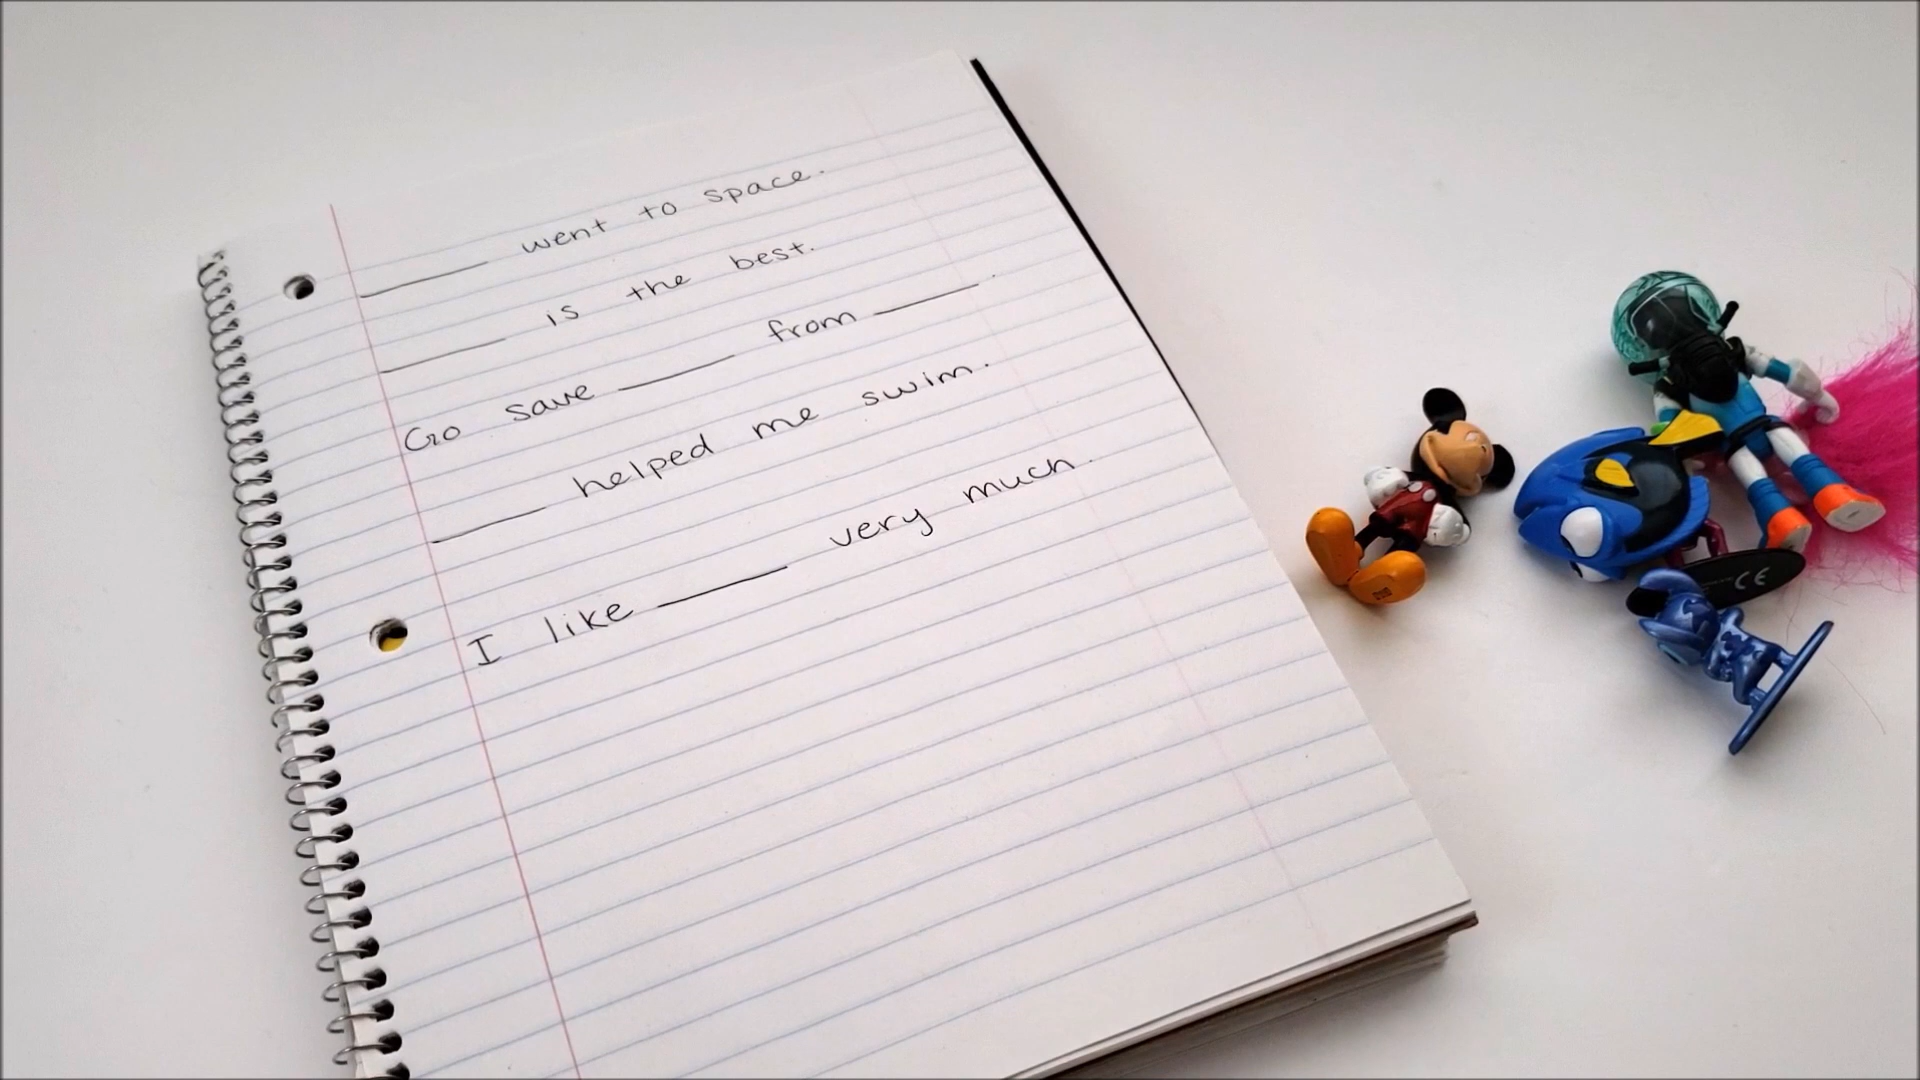 ______ went to space.
______ is the best.
Go save ______ from ______.
______ helped me swim.
I like ______ very much.
CE